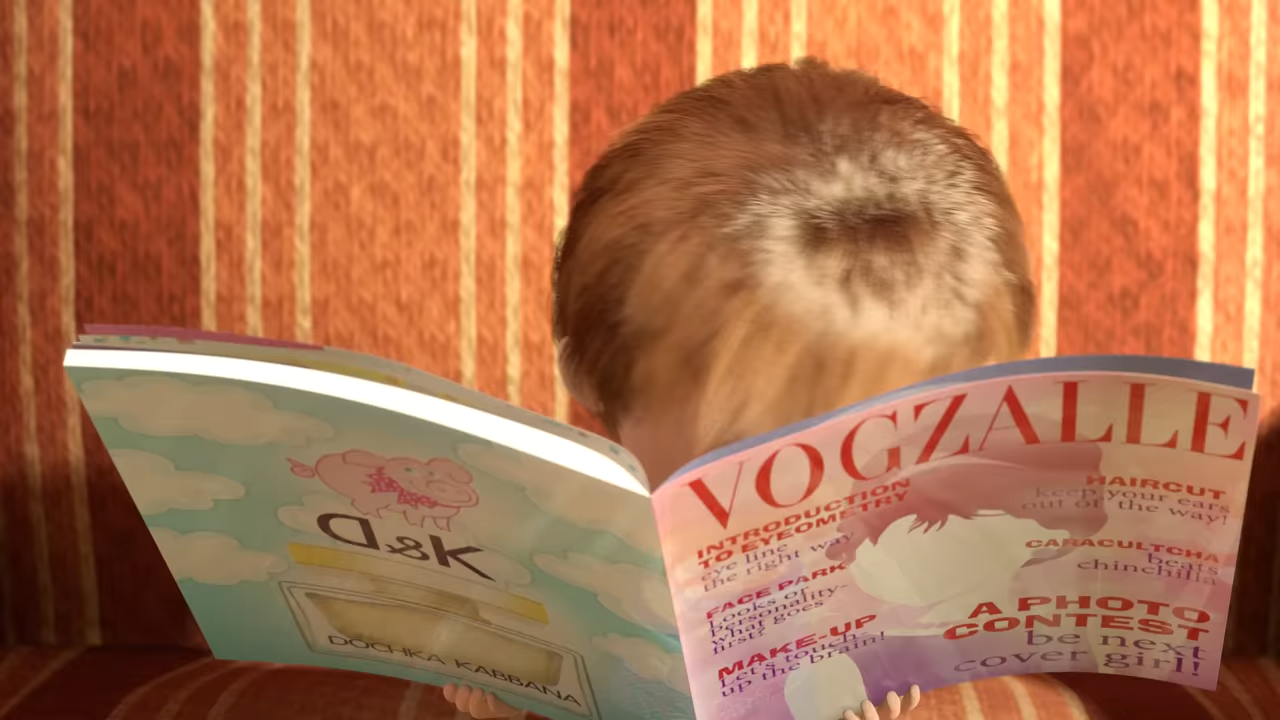 D&K
DOCHKA KABBANA
VOGZALLE
INTRODUCTION
TO EYEOMETRY
eye line
the right way
FACE PARK
books of
personality-
what goes
first?
MAKE-UP
Let's touch-
up the brain!
HAIRCUT
keep your ears
out of the way!
CARACULTCHA
beats
chinchilla
A PHOTO
CONTEST
be next
cover girl!